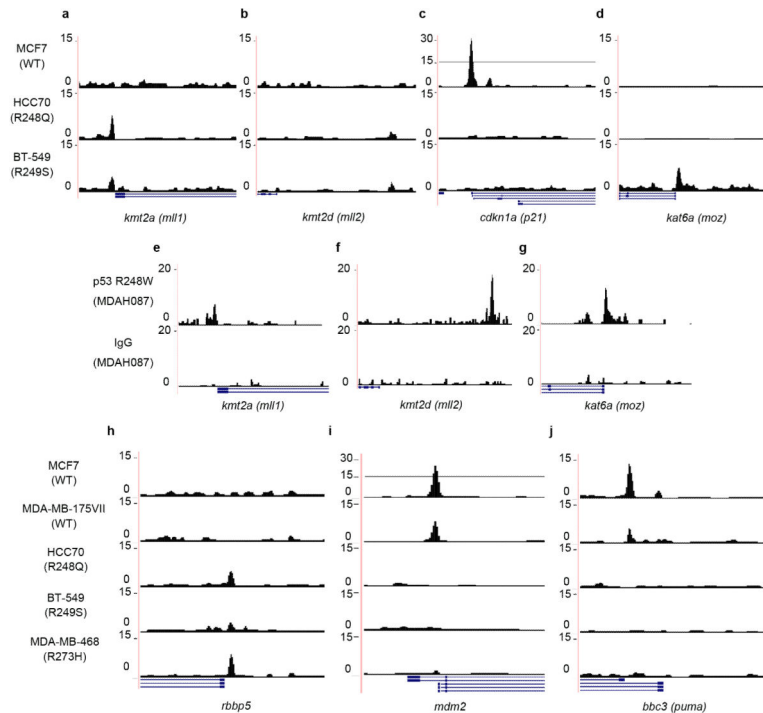 a b c d
15 15 30 15
MCF7
(WT)
15
0 0 0 0
15 15 15 15
HCC70
(R248Q)
0 0 0 0
15 15 15 15
BT-549
(R249S)
0 0 0 0
kmt2a (mll1) kmt2d (mll2) cdkn1a (p21) kat6a (moz)
e f g
20 20 20
p53 R248W
(MDAH087)
0 0 0
20 20 20
IgG
(MDAH087)
0 0 0
kmt2a (mll1) kmt2d (mll2) kat6a (moz)
h i j
15 30 15
MCF7
(WT)
15
0 0 0
15 15 15
MDA-MB-175VII
(WT)
0 0 0
15 15 15
HCC70
(R248Q)
0 0 0
15 15 15
BT-549
(R249S)
0 0 0
15 15 15
MDA-MB-468
(R273H)
0 0 0
rbbp5 mdm2 bbc3 (puma)